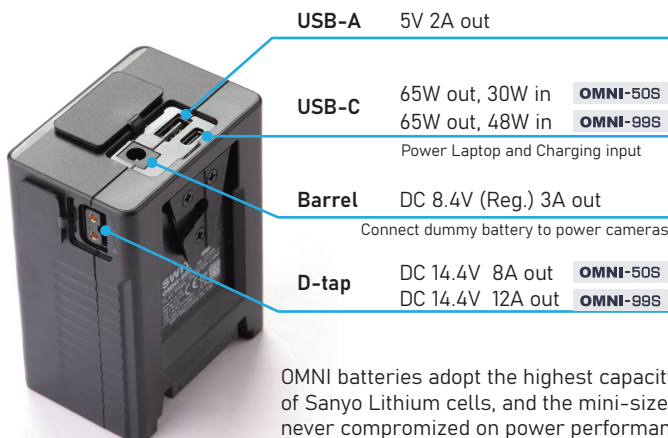 USB-A 5V 2A out
USB-C 65W out, 30W in OMNI-50S
65W out, 48W in OMNI-99S
Power Laptop and Charging input
Barrel DC 8.4V (Reg.) 3A out
Connect dummy battery to power cameras
D-tap DC 14.4V 8A out OMNI-50S
DC 14.4V 12A out OMNI-99S
SWIT
OMNI batteries adopt the highest capacity
of Sanyo Lithium cells, and the mini-size
never compromized on power performan